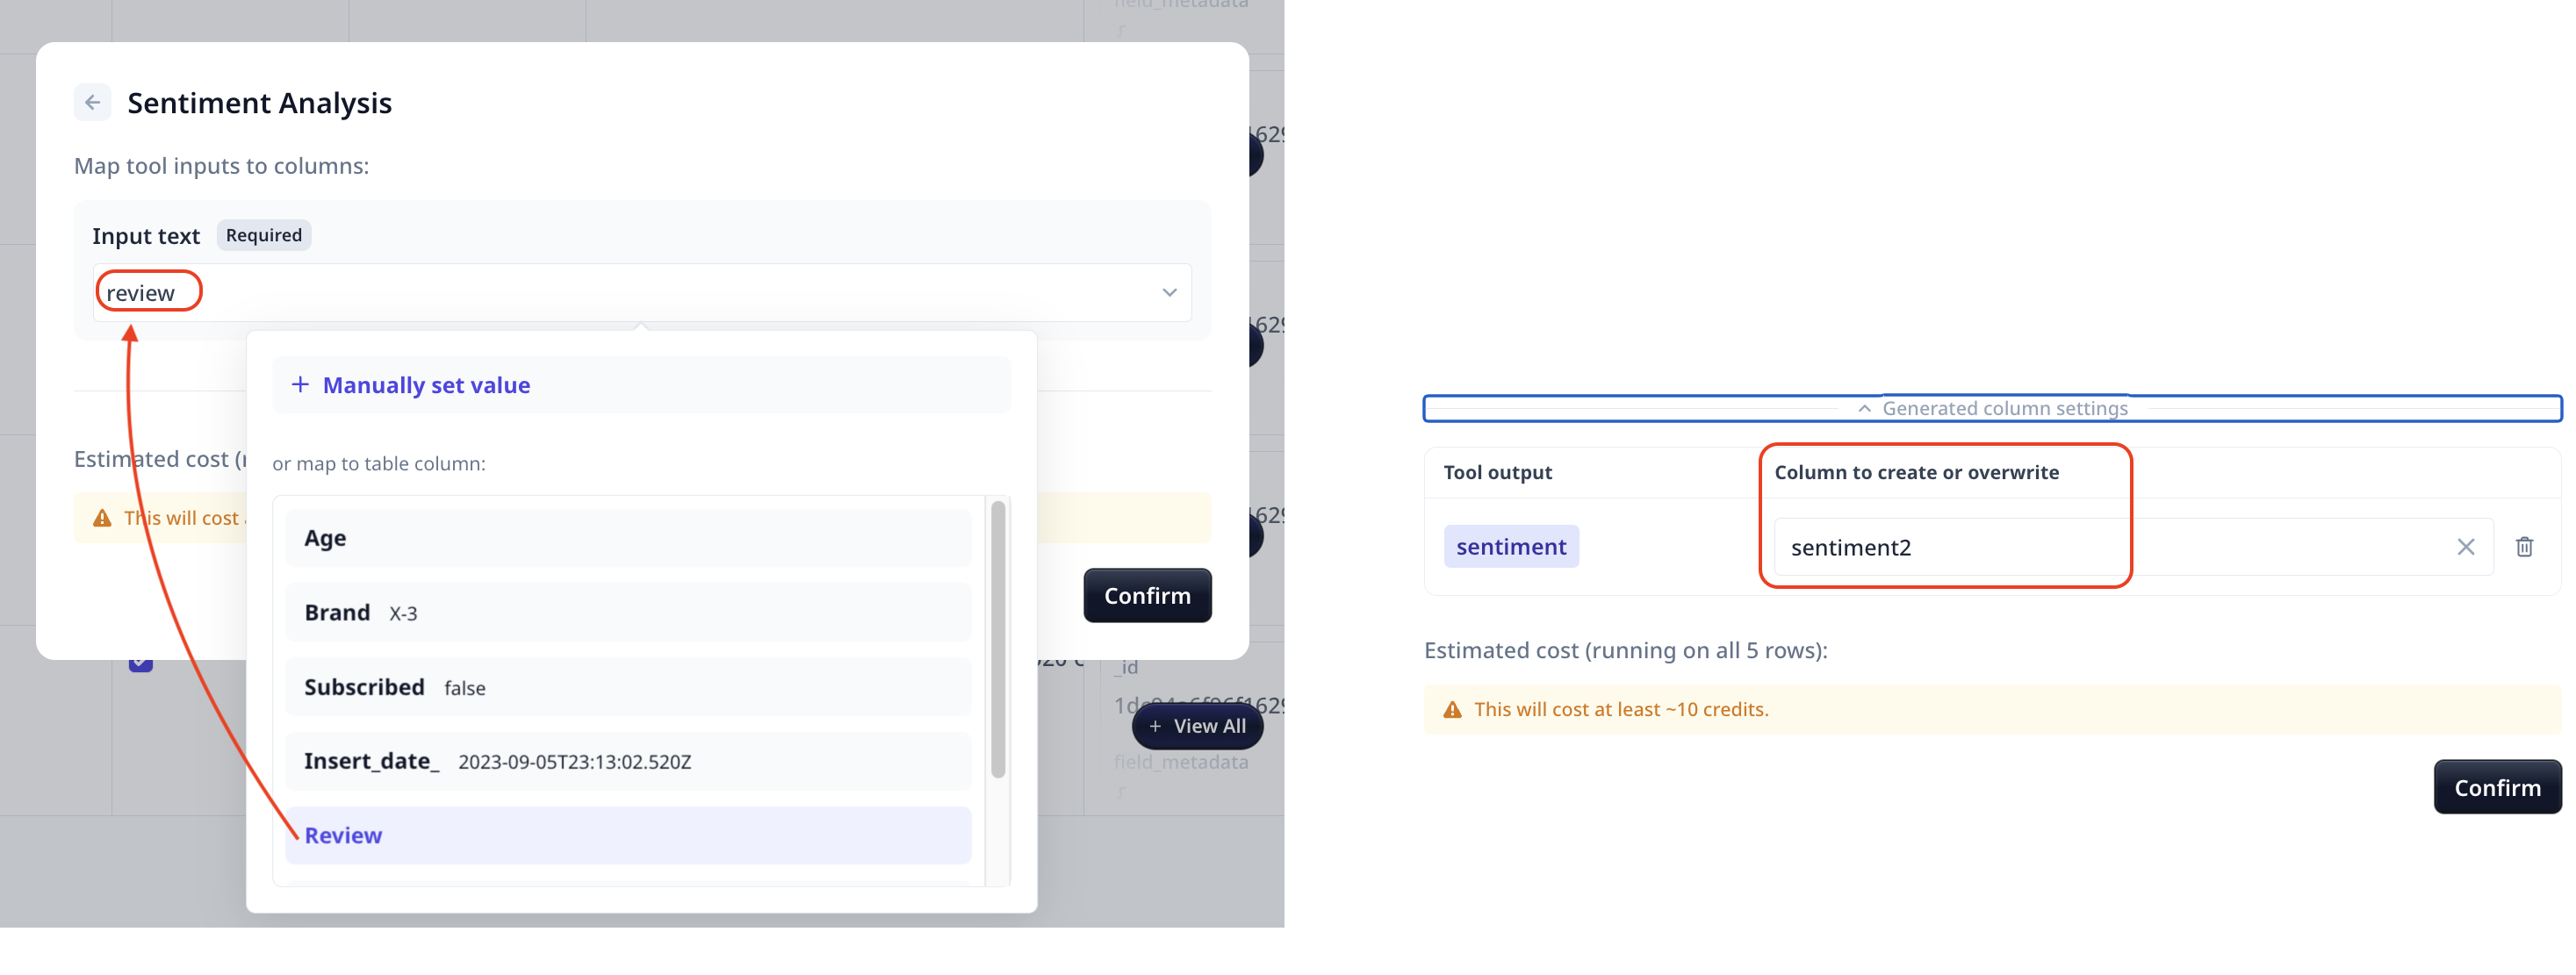 field_metadata
Sentiment Analysis
Map tool inputs to columns:
Input text Required
review
+ Manually set value
or map to table column:
Age
Brand X-3
Subscribed false
Insert_date_ 2023-09-05T23:13:02.520Z
Review
Estimated cost (
This will cost
Confirm
_id
+ View All
field_metadata
Generated column settings
Tool output Column to create or overwrite
sentiment sentiment2
Estimated cost (running on all 5 rows):
This will cost at least ~10 credits.
Confirm